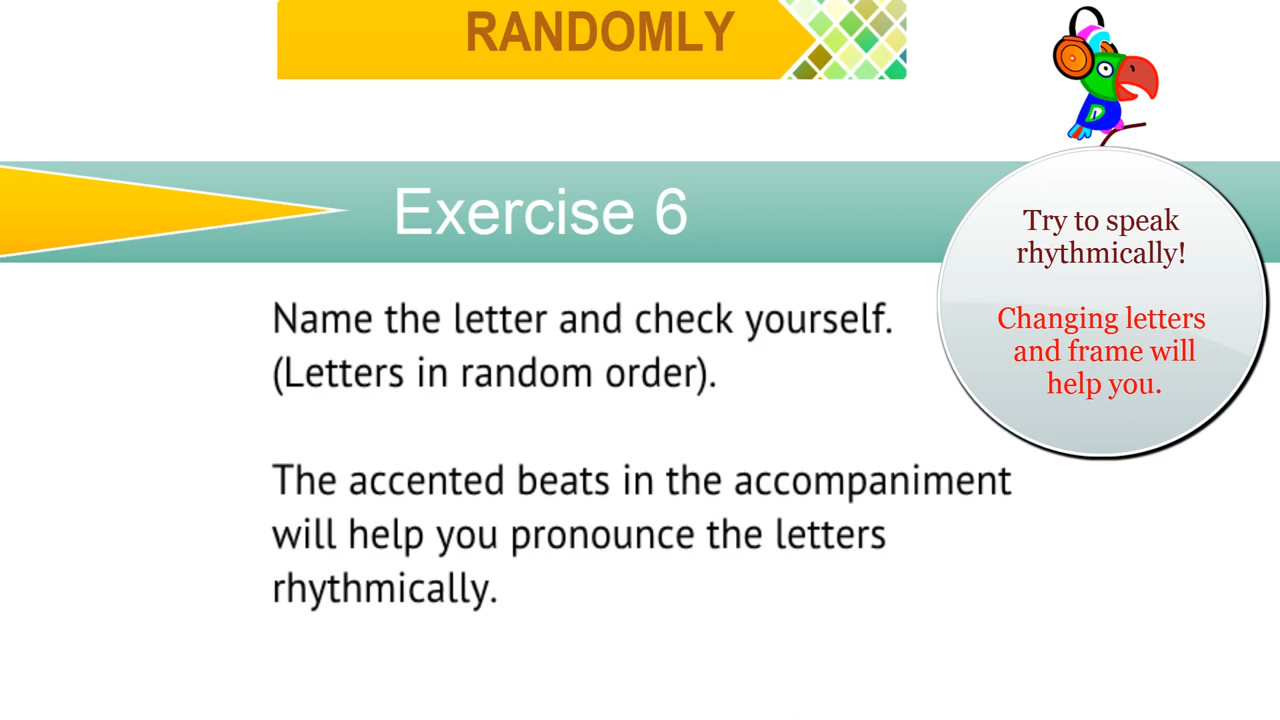 RANDOMLY
Exercise 6
Try to speak
rhythmically!
Changing letters
and frame will
help you.
Name the letter and check yourself.
(Letters in random order).
The accented beats in the accompaniment
will help you pronounce the letters
rhythmically.